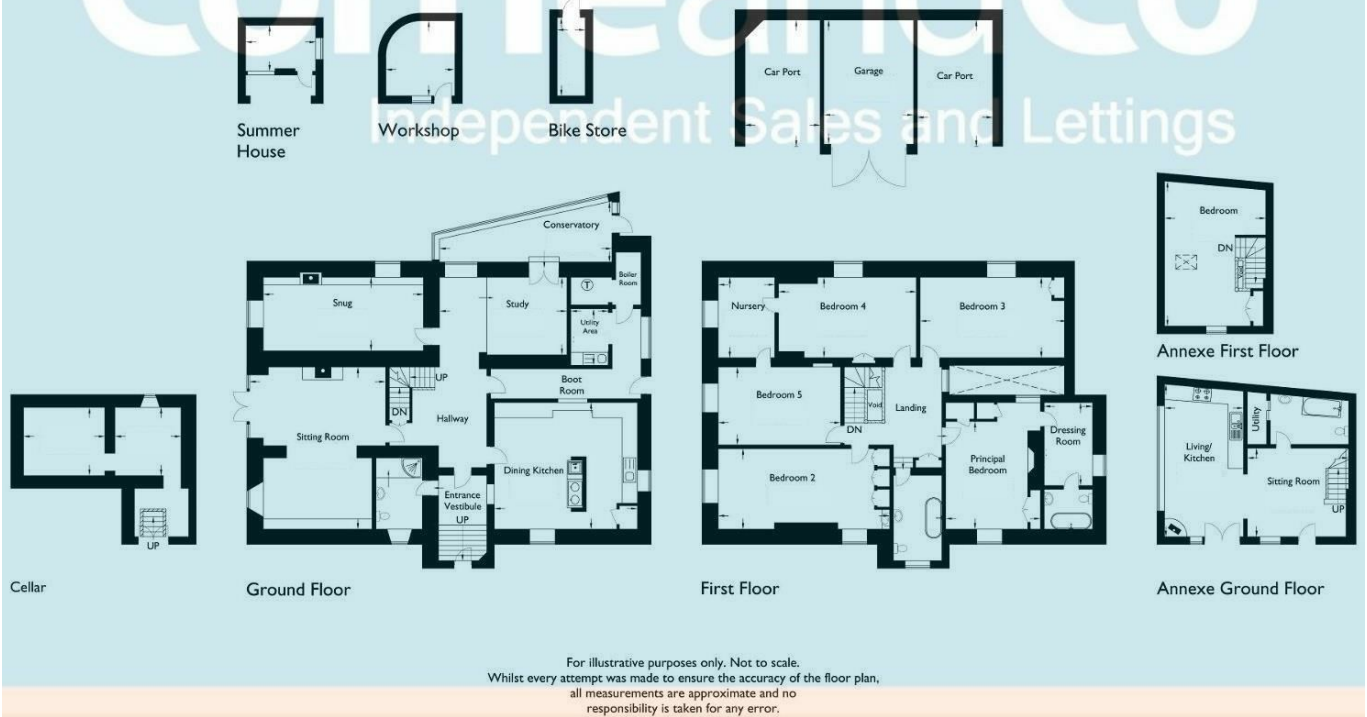 Car Port
Garage
Car Port
Summer
House
Workshop
Bike Store
Independent Sales and Lettings
Bedroom
DN
Void
Annexe First Floor
Conservatory
Boiler
Room
Snug
Study
T
Utility
Area
UP
Boot
Room
DN
Hallway
Sitting Room
Dining Kitchen
Entrance
Vestibule
UP
Nursery
Bedroom 4
Bedroom 3
Bedroom 5
Void
Landing
DN
Dressing
Room
Principal
Bedroom
Bedroom 2
Utility
Living/
Kitchen
Sitting Room
UP
UP
Cellar
Ground Floor
First Floor
Annexe Ground Floor
For illustrative purposes only. Not to scale.
Whilst every attempt was made to ensure the accuracy of the floor plan,
all measurements are approximate and no
responsibility is taken for any error.